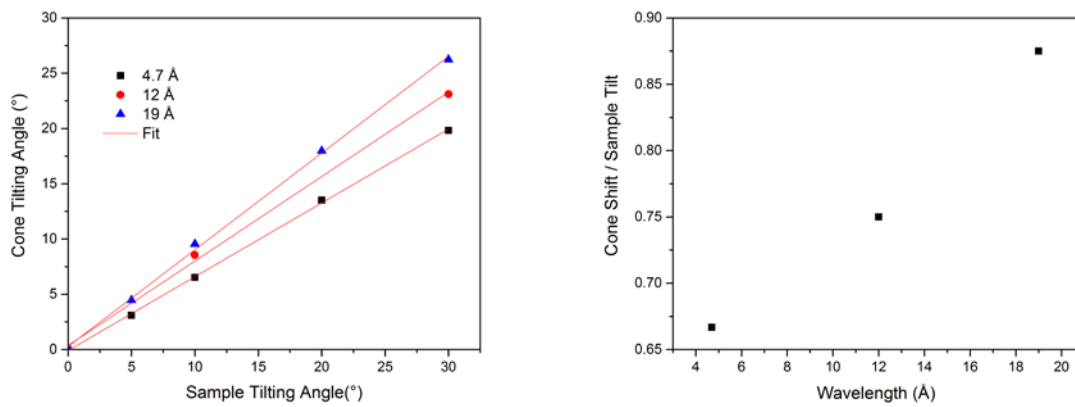 30
25
20
15
10
5
0
Cone Tilting Angle (°)
4.7 Å
12 Å
19 Å
Fit
0 5 10 15 20 25 30
Sample Tilting Angle(°)
0.90
0.85
0.80
0.75
0.70
0.65
Cone Shift / Sample Tilt
4 6 8 10 12 14 16 18 20
Wavelength (Å)